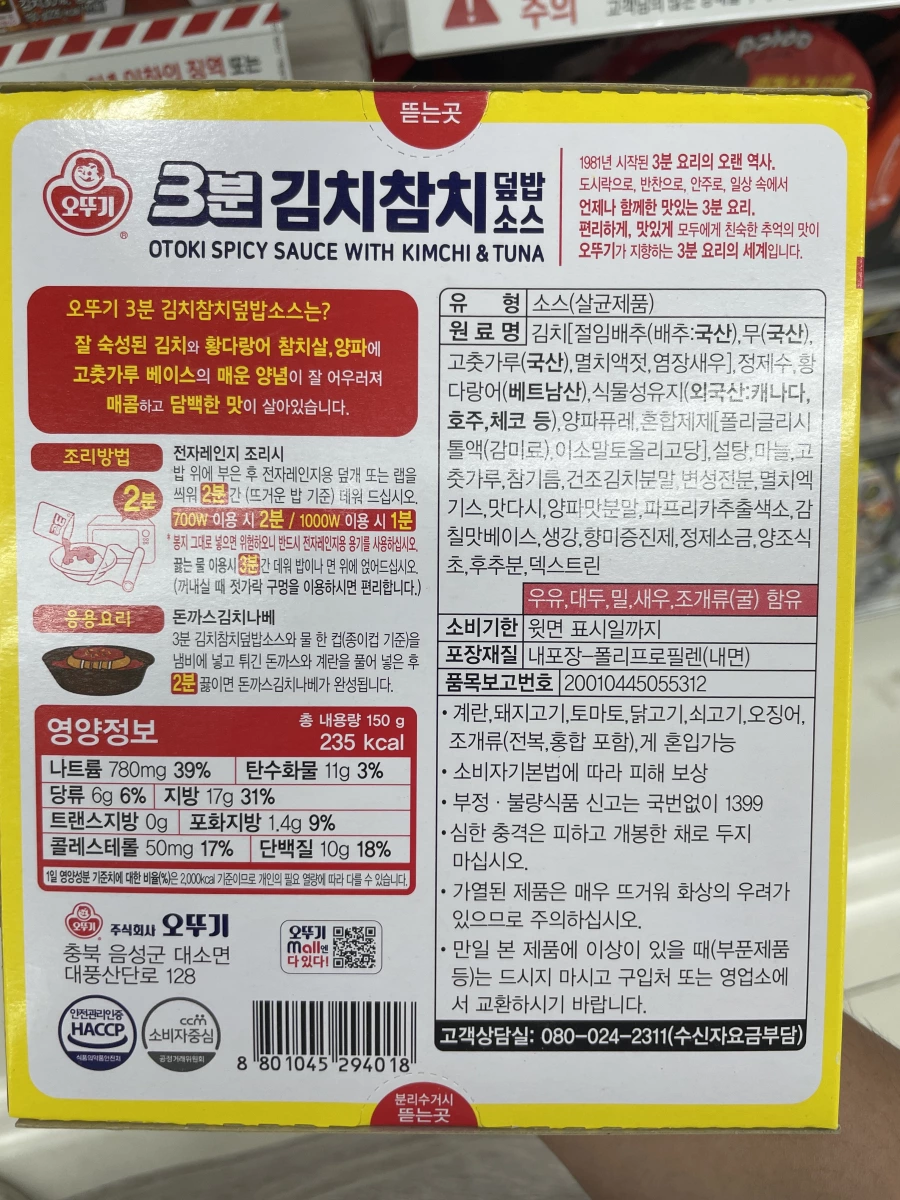 주의
paldo
뜯는곳
오뚜기
3분 김치참치 덮밥소스
OTOKI SPICY SAUCE WITH KIMCHI & TUNA
1981년 시작된 3분 요리의 오랜 역사.
도시락으로, 반찬으로, 안주로, 일상 속에서
언제나 함께한 맛있는 3분 요리.
편리하게, 맛있게 모두에게 친숙한 추억의 맛이
오뚜기가 지향하는 3분 요리의 세계입니다.
오뚜기 3분 김치참치덮밥소스는?
잘 숙성된 김치와 황다랑어 참치살,양파에
고춧가루 베이스의 매운 양념이 잘 어우러져
매콤하고 담백한 맛이 살아있습니다.
조리방법
2분
전자레인지 조리시
밥 위에 부은 후 전자레인지용 덮개 또는 랩을
씌워 2분간 (뜨거운 밥 기준) 데워 드십시오.
700W 이용 시 2분 / 1000W 이용 시 1분
* 봉지 그대로 넣으면 위험하오니 반드시 전자레인지용 용기를 사용하십시오.
끓는 물 이용시 3분간 데워 밥이나 면 위에 얹어드십시오.
(꺼내실 때 젓가락 구멍을 이용하시면 편리합니다.)
응용요리
돈까스김치나베
3분 김치참치덮밥소스와 물 한 컵(종이컵 기준)을
냄비에 넣고 튀긴 돈까스와 계란을 풀어 넣은 후
2분 끓이면 돈까스김치나베가 완성됩니다.
영양정보
총 내용량 150 g
235 kcal
나트륨 780mg 39% 탄수화물 11g 3%
당류 6g 6% 지방 17g 31%
트랜스지방 0g 포화지방 1.4g 9%
콜레스테롤 50mg 17% 단백질 10g 18%
1일 영양성분 기준치에 대한 비율(%)은 2,000kcal 기준이므로 개인의 필요 열량에 따라 다를 수 있습니다.
오뚜기
주식회사 오뚜기
충북 음성군 대소면
대풍산단로 128
오뚜기
mall엔
다 있다!
안전관리인증
HACCP
식품의약품안전처
ccm
소비자중심
공정거래위원회
8 801045 294018
유 형 소스(살균제품)
원료명 김치[절임배추(배추:국산),무(국산),
고춧가루(국산),멸치액젓,염장새우],정제수,황
다랑어(베트남산),식물성유지(외국산:캐나다,
호주,체코 등),양파퓨레,혼합제제[폴리글리시
톨액(감미료),이소말토올리고당],설탕,마늘,고
춧가루,참기름,건조김치분말,변성전분,멸치엑
기스,맛다시,양파맛분말,파프리카추출색소,감
칠맛베이스,생강,향미증진제,정제소금,양조식
초,후추분,덱스트린
우유,대두,밀,새우,조개류(굴) 함유
소비기한 윗면 표시일까지
포장재질 내포장-폴리프로필렌(내면)
품목보고번호 20010445055312
• 계란,돼지고기,토마토,닭고기,쇠고기,오징어,
조개류(전복,홍합 포함),게 혼입가능
• 소비자기본법에 따라 피해 보상
• 부정 · 불량식품 신고는 국번없이 1399
• 심한 충격은 피하고 개봉한 채로 두지
마십시오.
• 가열된 제품은 매우 뜨거워 화상의 우려가
있으므로 주의하십시오.
• 만일 본 제품에 이상이 있을 때(부푼제품
등)는 드시지 마시고 구입처 또는 영업소에
서 교환하시기 바랍니다.
고객상담실: 080-024-2311(수신자요금부담)
분리수거시
뜯는곳